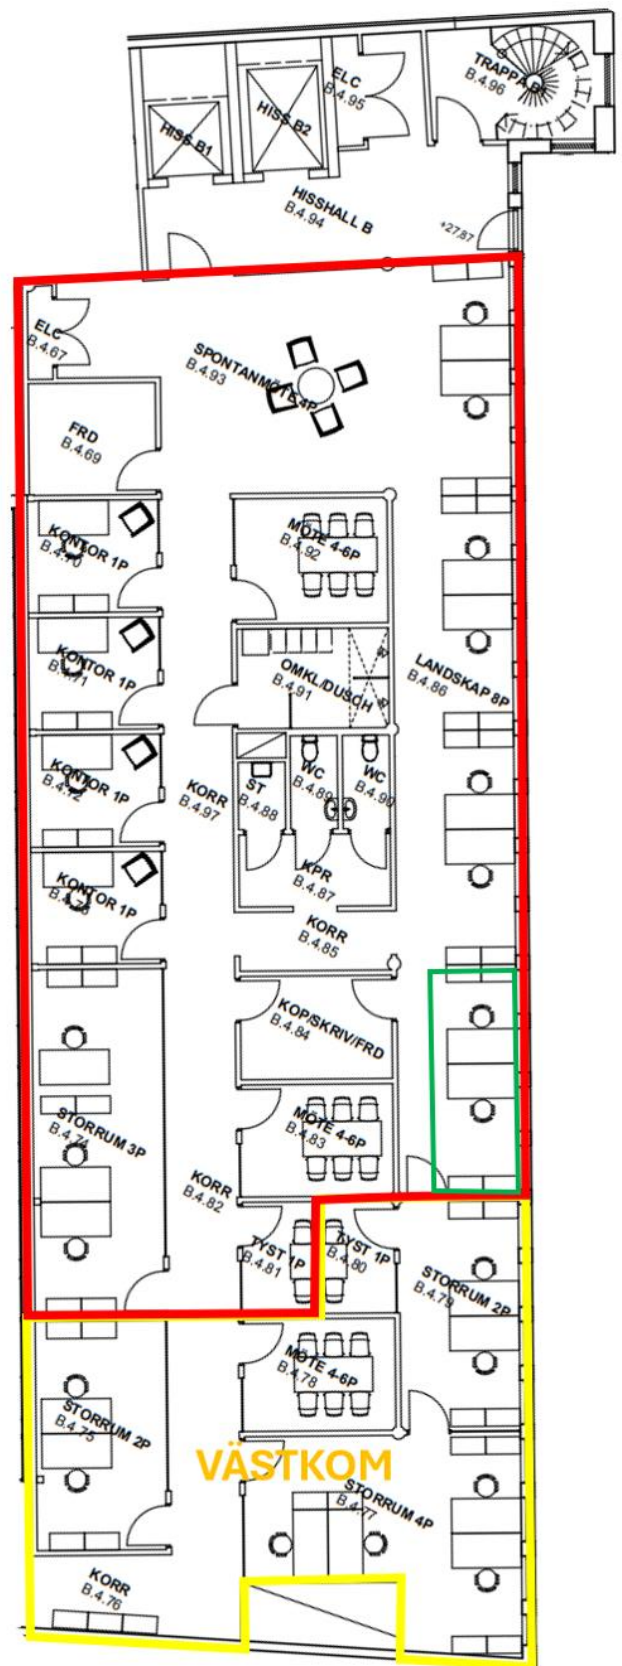 TRAPPA B
B.4.96
ELC
B.4.95
HISS B2
HISS B1
HISSHALL B
B.4.94
+27.87
ELC
B.4.67
SPONTANMÖTE 4P
B.4.93
FRD
B.4.69
KONTOR 1P
B.4.70
MÖTE 4-6P
B.4.92
KONTOR 1P
B.4.71
OMKL/DUSCH
B.4.91
LANDSKAP 8P
B.4.86
KONTOR 1P
B.4.72
KORR
B.4.97
ST
B.4.88
WC
B.4.89
WC
B.4.90
KONTOR 1P
KPR
B.4.87
KORR
B.4.85
KOP/SKRIV/FRD
B.4.84
STORRUM 3P
B.4.74
MÖTE 4-6P
B.4.83
KORR
B.4.82
TYST 1P
B.4.81
TYST 1P
B.4.80
STORRUM 2P
B.4.79
MÖTE 4-6P
B.4.78
STORRUM 2P
B.4.75
VÄSTKOM
STORRUM 4P
B.4.77
KORR
B.4.76